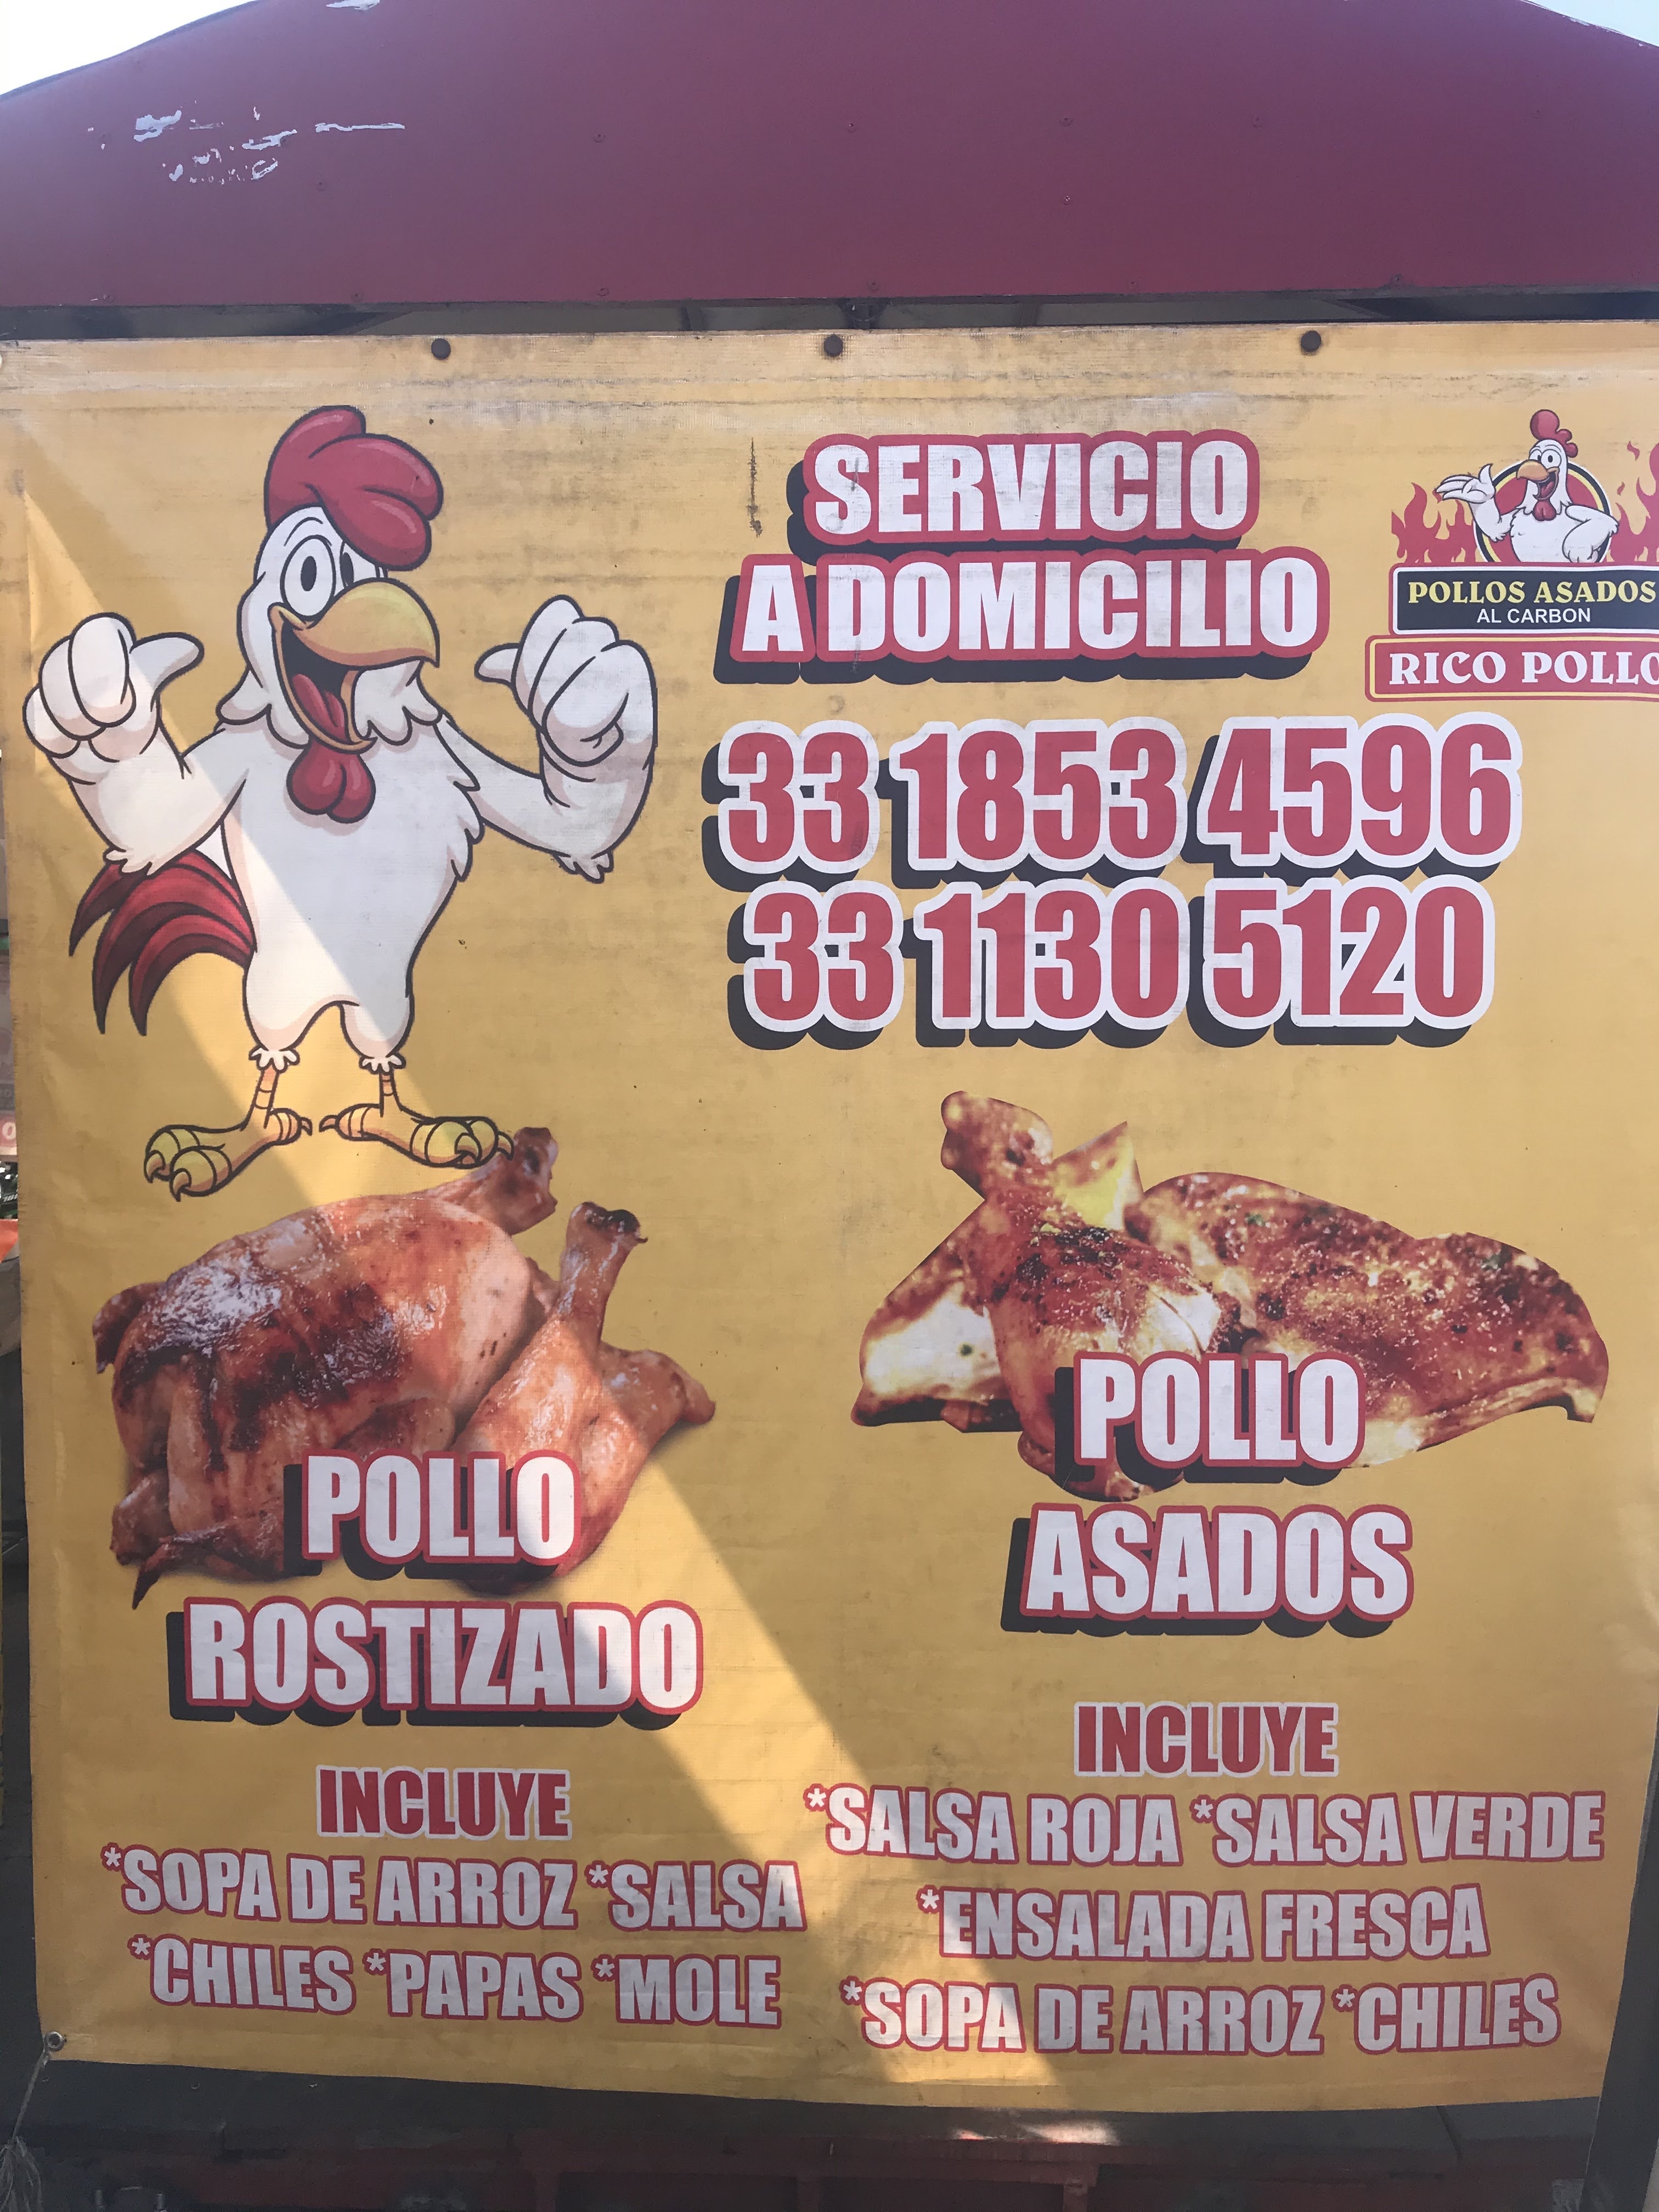 SERVICIO
A DOMICILIO
POLLOS ASADOS
AL CARBON
RICO POLLO
33 1853 4596
33 1130 5120
POLLO
ROSTIZADO
INCLUYE
*SOPA DE ARROZ *SALSA
*CHILES *PAPAS *MOLE
POLLO
ASADOS
INCLUYE
*SALSA ROJA *SALSA VERDE
*ENSALADA FRESCA
*SOPA DE ARROZ *CHILES